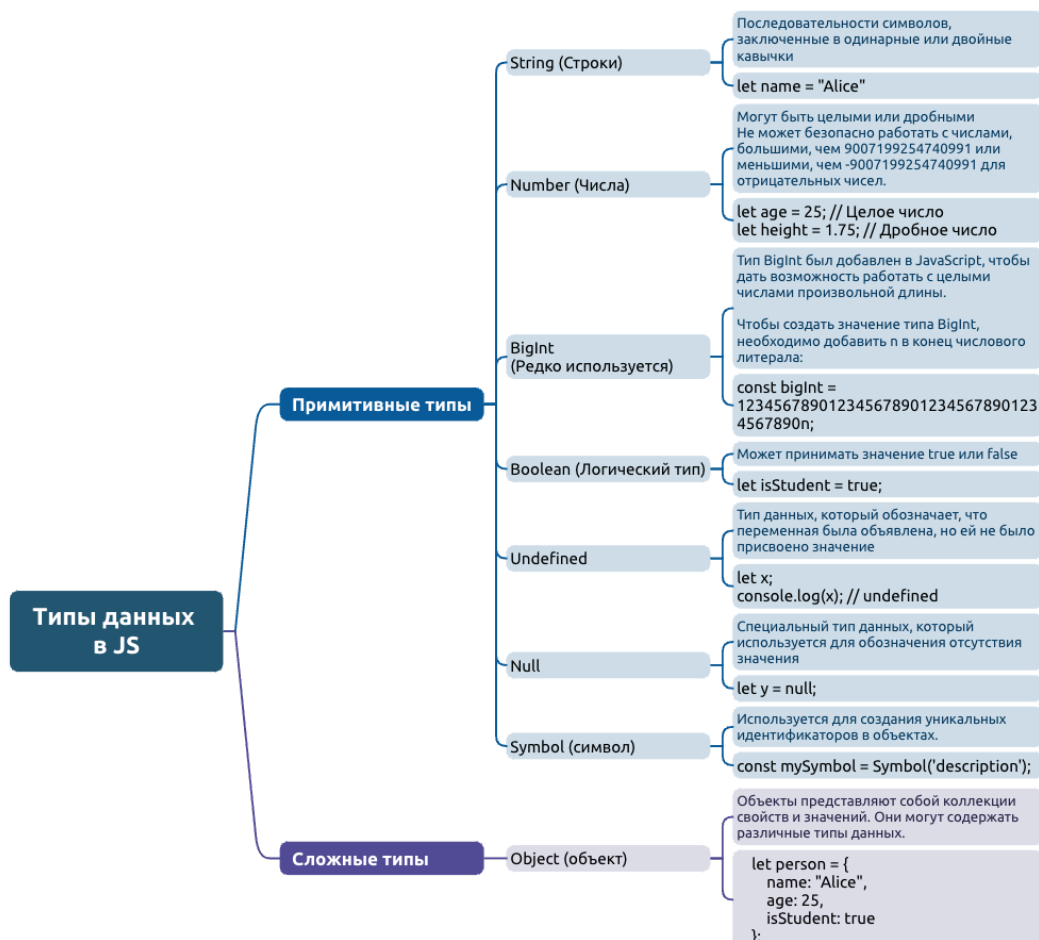 Типы данных
в JS
Примитивные типы
String (Строки)
Последовательности символов,
заключенные в одинарные или двойные
кавычки
let name = "Alice"
Number (Числа)
Могут быть целыми или дробными
Не может безопасно работать с числами,
большими, чем 9007199254740991 или
меньшими, чем -9007199254740991 для
отрицательных чисел.
let age = 25; // Целое число
let height = 1.75; // Дробное число
BigInt
(Редко используется)
Тип BigInt был добавлен в JavaScript, чтобы
дать возможность работать с целыми
числами произвольной длины.
Чтобы создать значение типа BigInt,
необходимо добавить n в конец числового
литерала:
const bigInt =
123456789012345678901234567890123
4567890n;
Boolean (Логический тип)
Может принимать значение true или false
let isStudent = true;
Undefined
Тип данных, который обозначает, что
переменная была объявлена, но ей не было
присвоено значение
let x;
console.log(x); // undefined
Null
Специальный тип данных, который
используется для обозначения отсутствия
значения
let y = null;
Symbol (символ)
Используется для создания уникальных
идентификаторов в объектах.
const mySymbol = Symbol('description');
Сложные типы
Object (объект)
Объекты представляют собой коллекции
свойств и значений. Они могут содержать
различные типы данных.
let person = {
name: "Alice",
age: 25,
isStudent: true
};